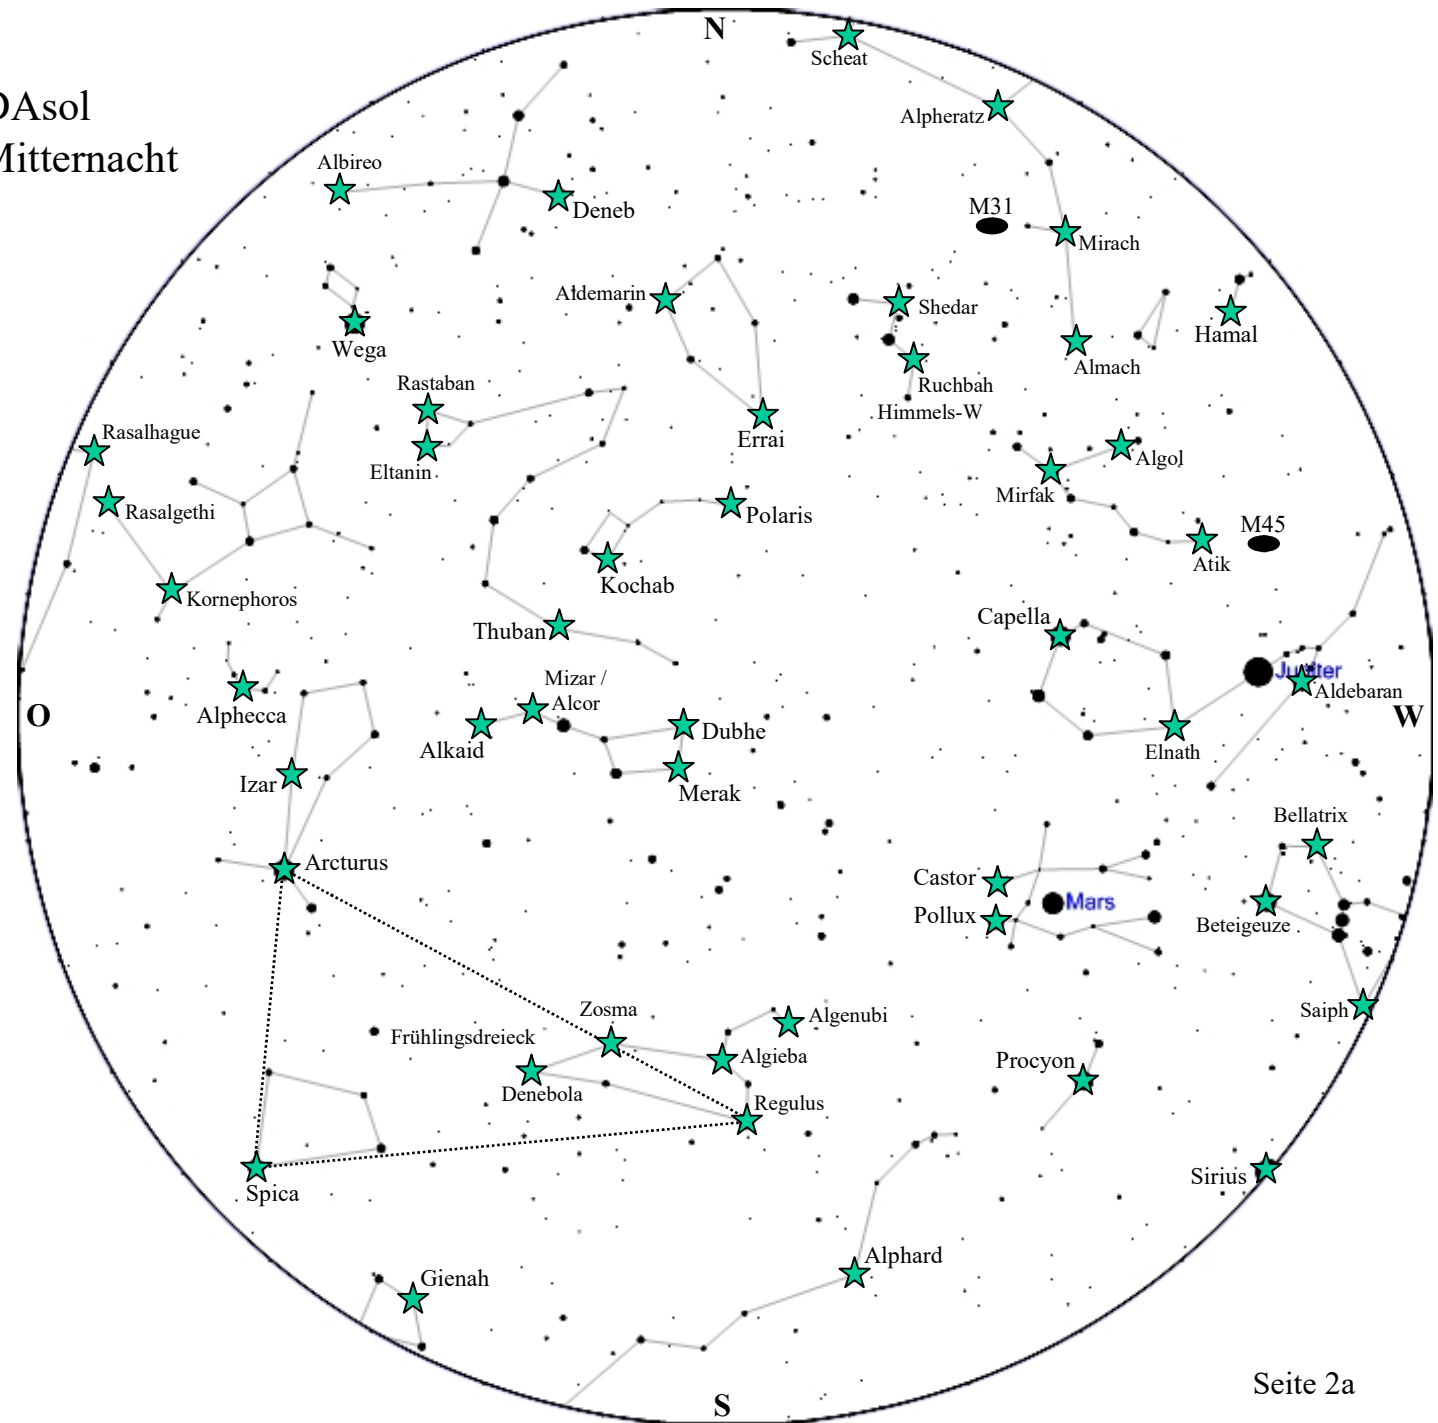 N
Scheat
DAsol
Alpheratz
Mitternacht
Albireo
Deneb
M31
Mirach
Aldemarin
Shedar
Hamal
Wega
Almach
Rastaban
Ruchbah
Himmels-W
Rasalhague
Errai
Eltanin
Algol
Mirfak
Rasalgethi
Polaris
M45
Atik
Kochab
Kornephoros
Capella
Thuban
Jupiter
Mizar /
Alcor
Aldebaran
Alphecca
O
W
Alkaid
Dubhe
Elnath
Izar
Merak
Bellatrix
Arcturus
Castor
Mars
Pollux
Beteigeuze
Zosma
Saiph
Algenubi
Frühlingsdreieck
Algieba
Procyon
Denebola
Regulus
Sirius
Spica
Alphard
Gienah
Seite 2a
S